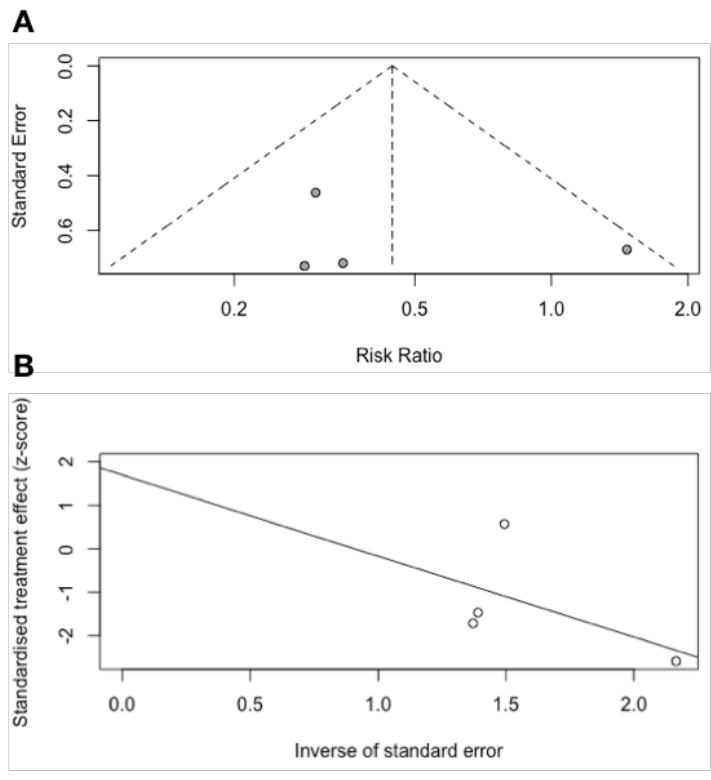 A
Standard Error
0.0
0.2
0.4
0.6
0.2 0.5 1.0 2.0
Risk Ratio
B
Standardised treatment effect (z-score)
2
1
0
-1
-2
0.0 0.5 1.0 1.5 2.0
Inverse of standard error